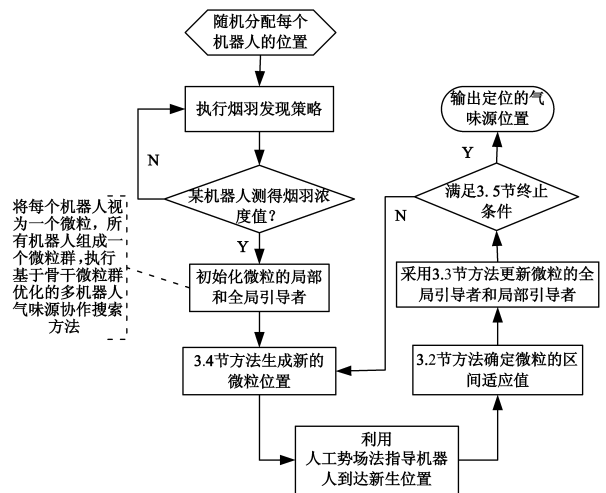 随机分配每个
机器人的位置
执行烟羽发现策略
N
某机器人测得烟羽浓
度值？
Y
将每个机器人视
为一个微粒，所
有机器人组成一
个微粒群，执行
基于骨干微粒群
优化的多机器人
气味源协作搜索
方法
初始化微粒的局部
和全局引导者
3.4节方法生成新的
微粒位置
利用
人工势场法指导机器
人到达新生位置
3.2节方法确定微粒的区
间适应值
采用3.3节方法更新微粒的全
局引导者和局部引导者
满足3.5节终止
条件
N
Y
输出定位的气
味源位置